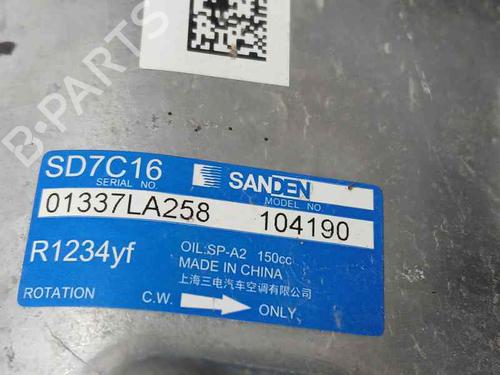 B-PARTS
SD7C16
SANDEN
SERIAL NO.
MODEL NO.
01337LA258 104190
R1234yf
OIL:SP-A2 150cc
MADE IN CHINA
上海三电汽车空调有限公司
ROTATION C.W. ONLY